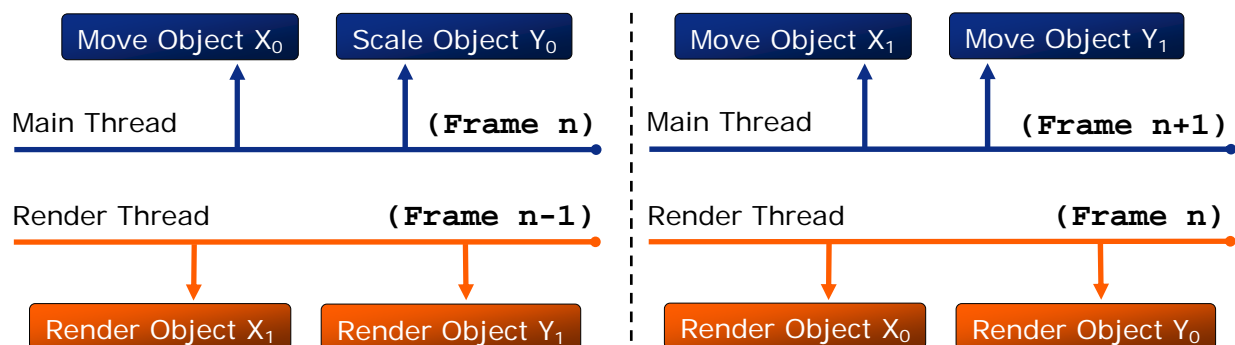 Move Object X₀
Scale Object Y₀
Main Thread
(Frame n)
Render Thread
(Frame n-1)
Render Object X₁
Render Object Y₁
Move Object X₁
Move Object Y₁
Main Thread
(Frame n+1)
Render Thread
(Frame n)
Render Object X₀
Render Object Y₀